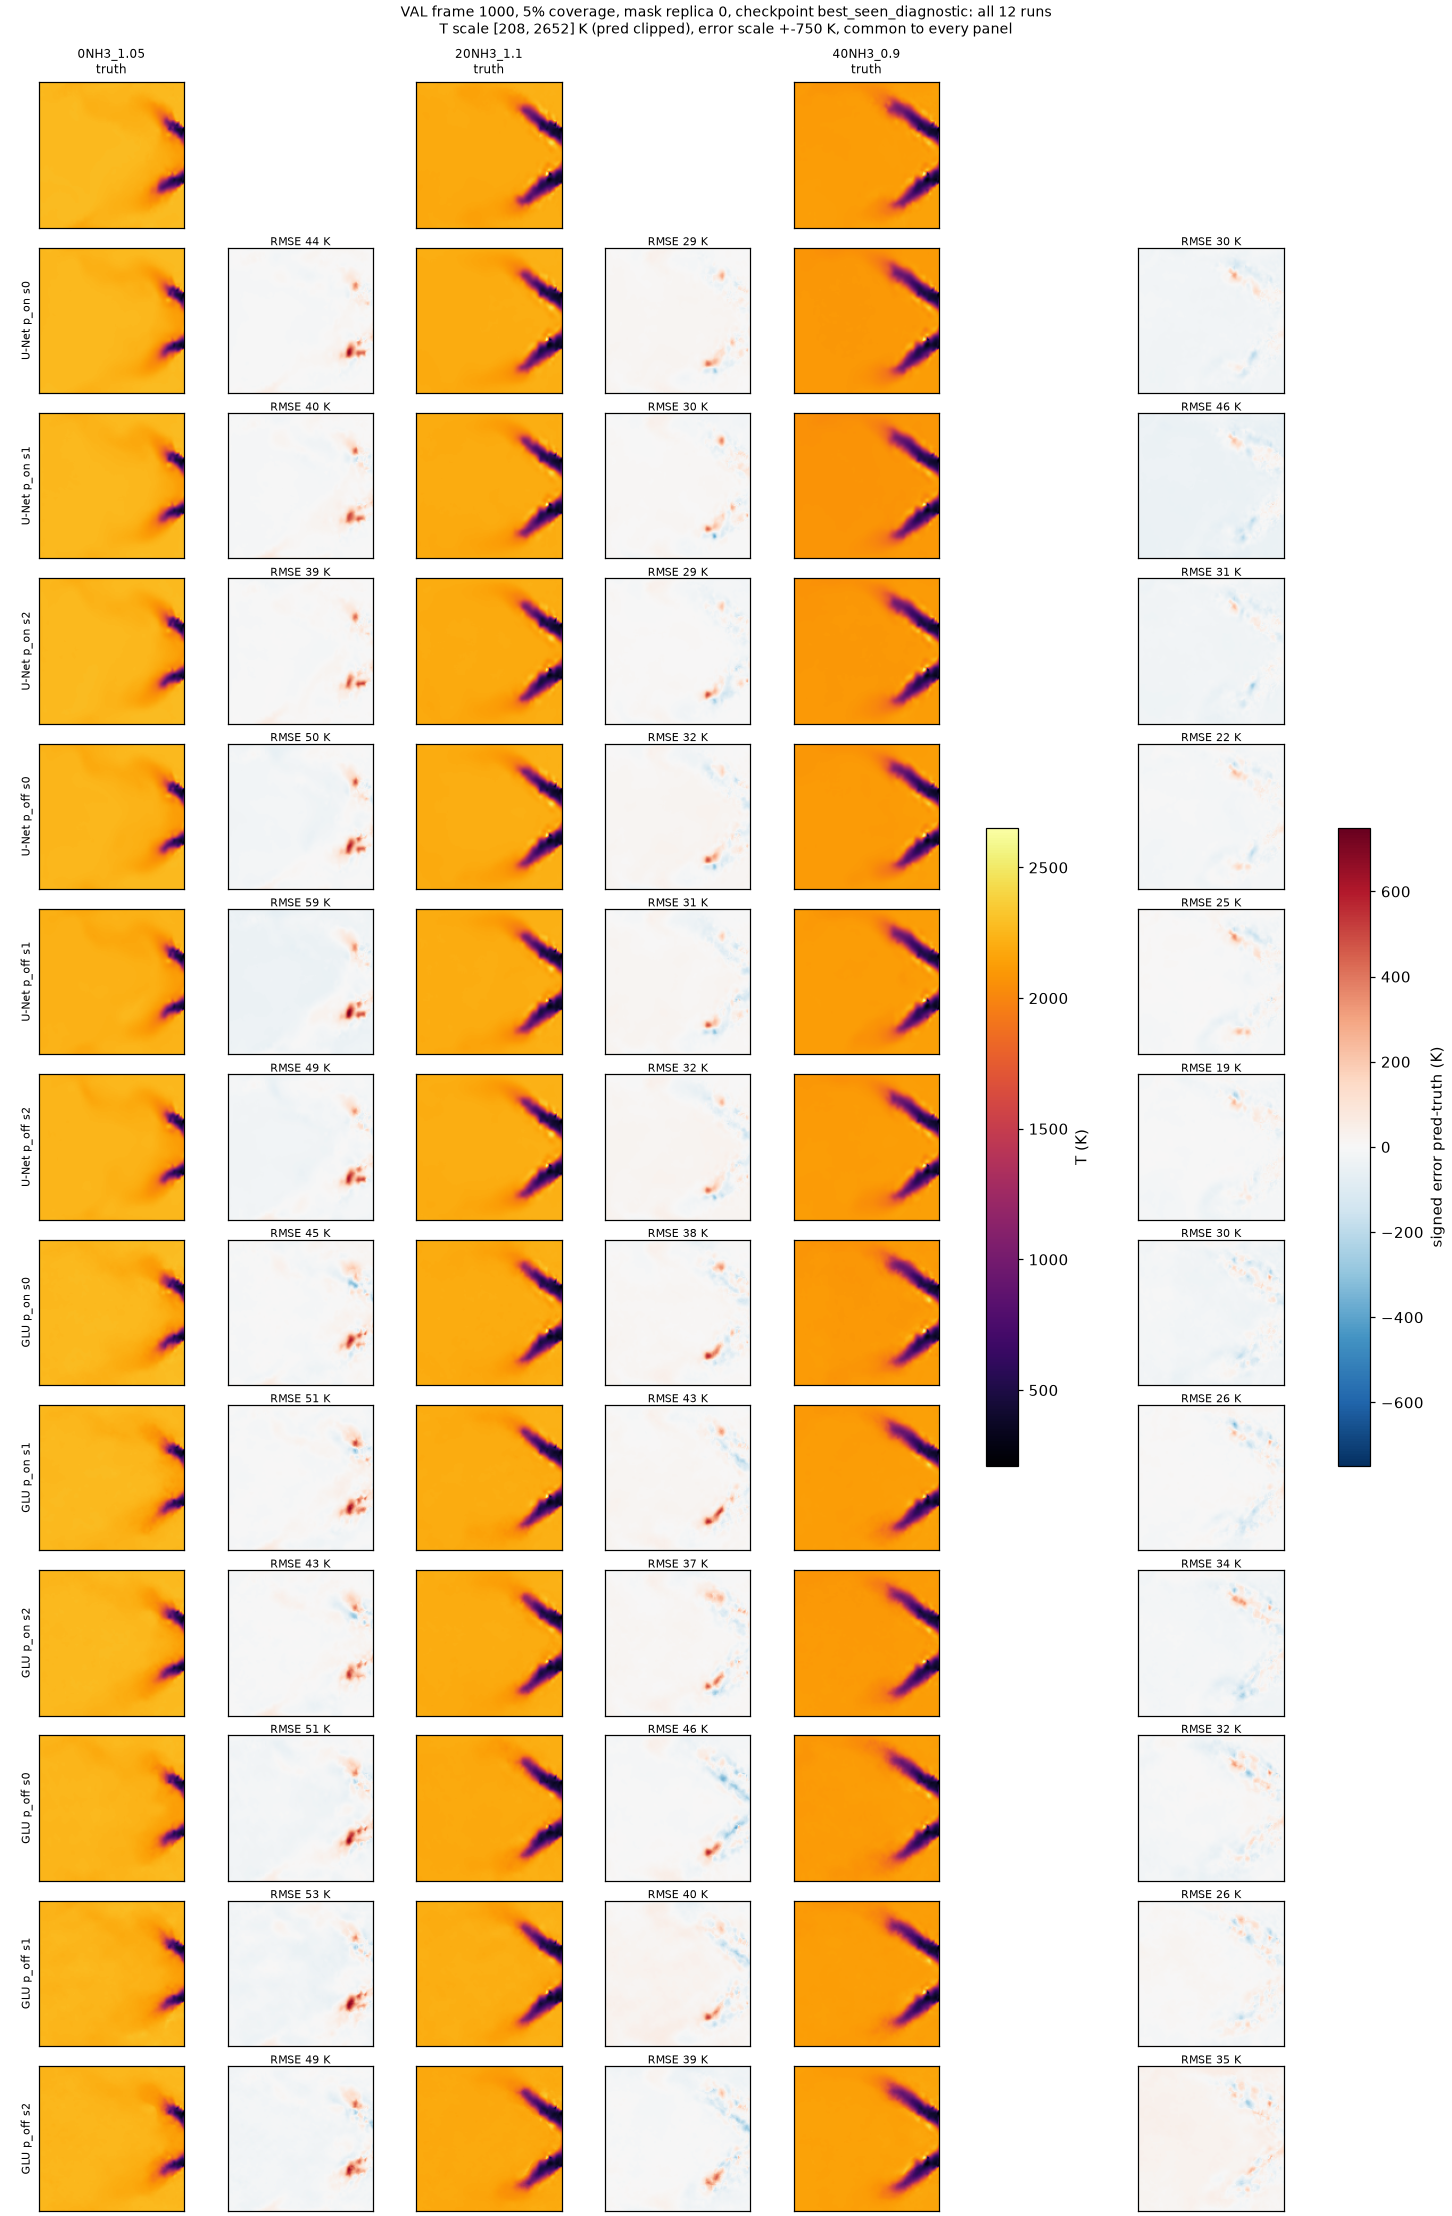 VAL frame 1000, 5% coverage, mask replica 0, checkpoint best_seen_diagnostic: all 12 runs
T scale [208, 2652] K (pred clipped), error scale +-750 K, common to every panel
0NH3_1.05
truth
20NH3_1.1
truth
40NH3_0.9
truth
U-Net p_on s0
RMSE 44 K
RMSE 29 K
RMSE 30 K
U-Net p_on s1
RMSE 40 K
RMSE 30 K
RMSE 46 K
U-Net p_on s2
RMSE 39 K
RMSE 29 K
RMSE 31 K
U-Net p_off s0
RMSE 50 K
RMSE 32 K
RMSE 22 K
U-Net p_off s1
RMSE 59 K
RMSE 31 K
RMSE 25 K
U-Net p_off s2
RMSE 49 K
RMSE 32 K
RMSE 19 K
GLU p_on s0
RMSE 45 K
RMSE 38 K
RMSE 30 K
GLU p_on s1
RMSE 51 K
RMSE 43 K
RMSE 26 K
GLU p_on s2
RMSE 43 K
RMSE 37 K
RMSE 34 K
GLU p_off s0
RMSE 51 K
RMSE 46 K
RMSE 32 K
GLU p_off s1
RMSE 53 K
RMSE 40 K
RMSE 26 K
GLU p_off s2
RMSE 49 K
RMSE 39 K
RMSE 35 K
2500
2000
1500
1000
500
T (K)
600
400
200
0
−200
−400
−600
signed error pred-truth (K)